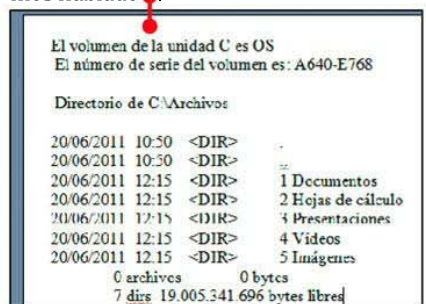 El volumen de la unidad C es OS
El número de serie del volumen es: A640-E768
Directorio de C:\Archivos
20/06/2011 10:50 <DIR> .
20/06/2011 10:50 <DIR> ..
20/06/2011 12:15 <DIR> 1 Documentos
20/06/2011 12:15 <DIR> 2 Hojas de cálculo
20/06/2011 12:15 <DIR> 3 Presentaciones
20/06/2011 12:15 <DIR> 4 Vídeos
20/06/2011 12:15 <DIR> 5 Imágenes
0 archivos 0 bytes
7 dirs 19.005.341.696 bytes libres